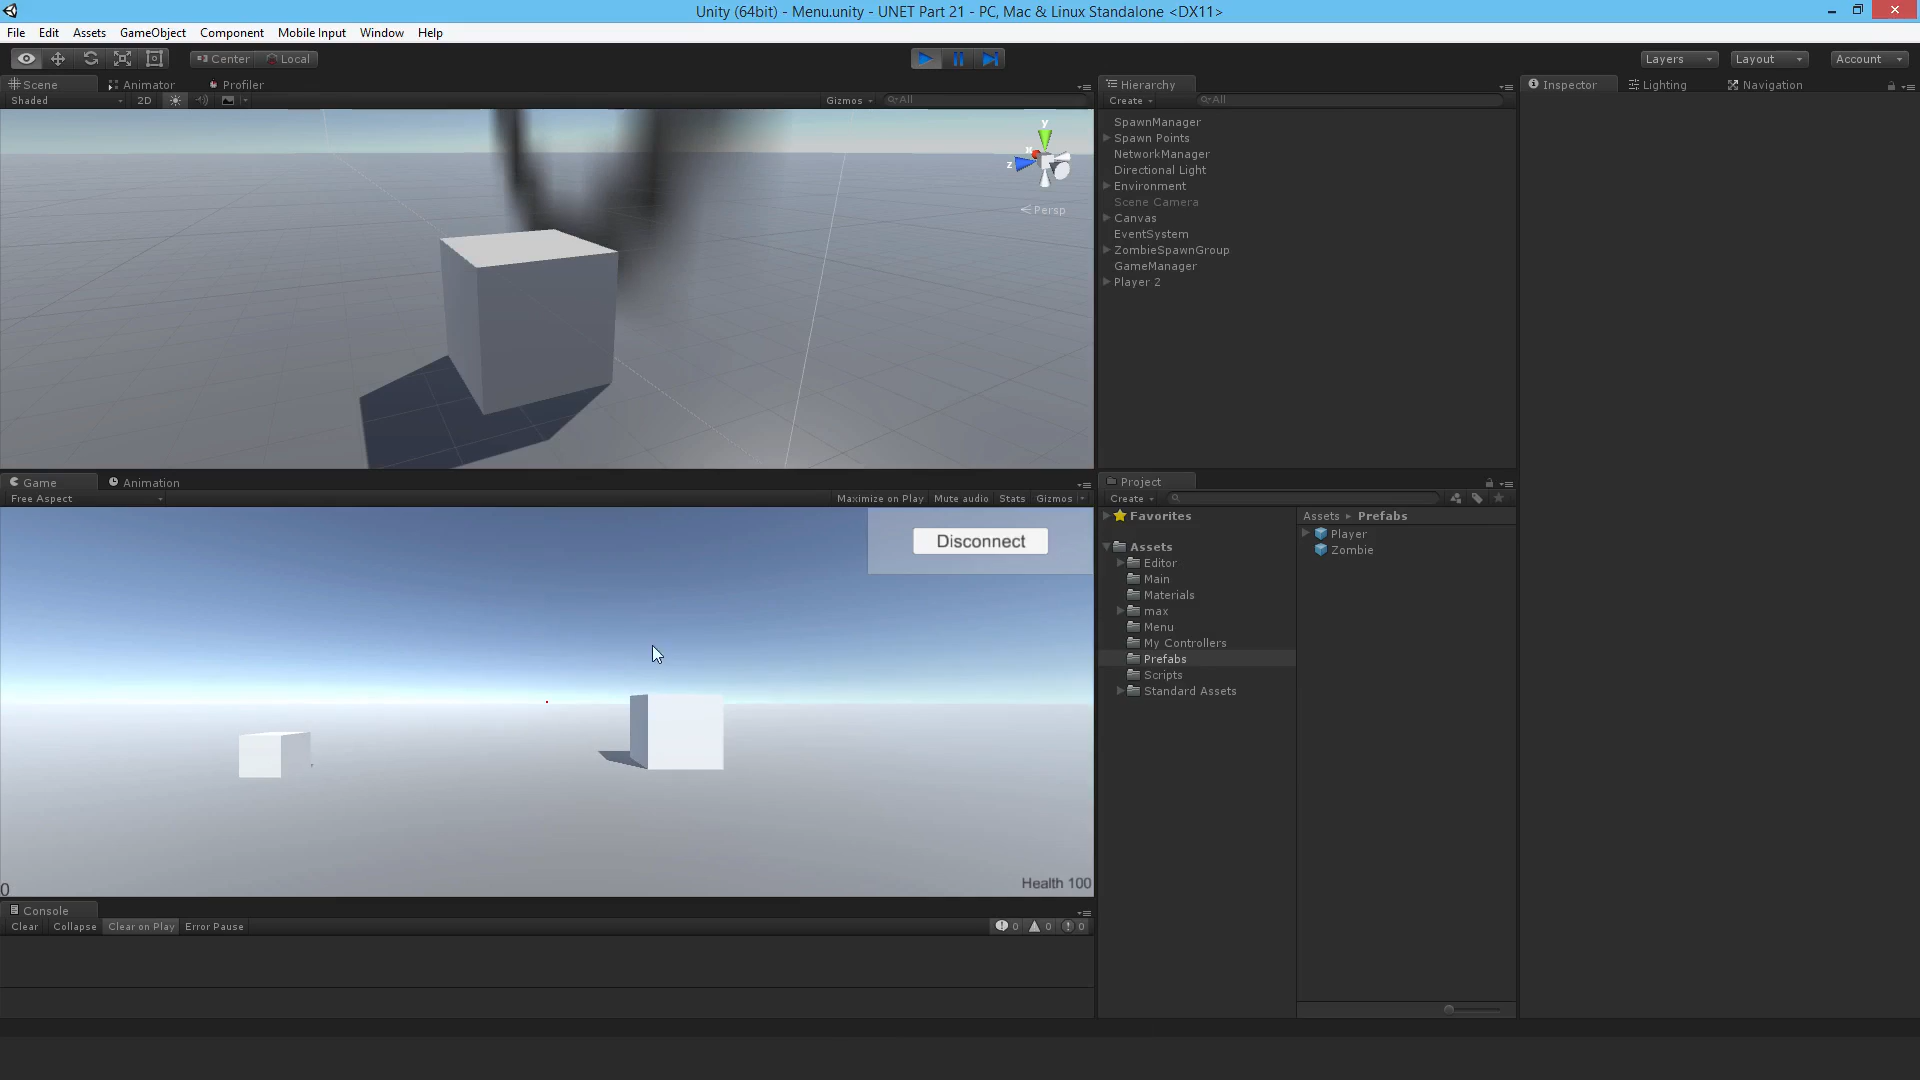 Unity (64bit) - Menu.unity - UNET Part 21 - PC, Mac & Linux Standalone <DX11>
File Edit Assets GameObject Component Mobile Input Window Help
Center Local
Layers Layout Account
Scene Animator Profiler
Shaded 2D Gizmos All
y
x
z
Persp
Hierarchy
Create All
SpawnManager
Spawn Points
NetworkManager
Directional Light
Environment
Scene Camera
Canvas
EventSystem
ZombieSpawnGroup
GameManager
Player 2
Inspector Lighting Navigation
Game Animation
Free Aspect Maximize on Play Mute audio Stats Gizmos
Disconnect
0
Health 100
Project
Create
Favorites
Assets
Editor
Main
Materials
max
Menu
My Controllers
Prefabs
Scripts
Standard Assets
Assets Prefabs
Player
Zombie
Console
Clear Collapse Clear on Play Error Pause 0 0 0